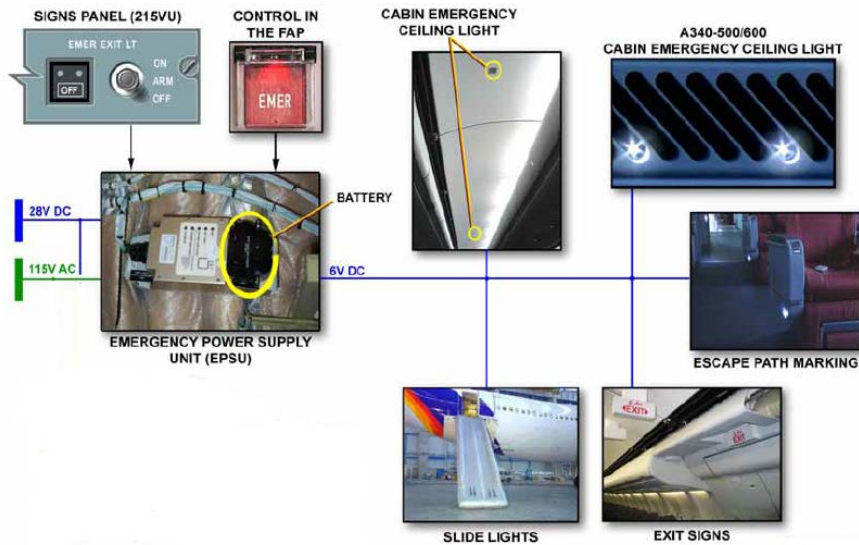 SIGNS PANEL (215VU)
EMER EXIT LT
ON
ARM
OFF
OFF
CONTROL IN
THE FAP
EMER
CABIN EMERGENCY
CEILING LIGHT
A340-500/600
CABIN EMERGENCY CEILING LIGHT
BATTERY
28V DC
115V AC
6V DC
EMERGENCY POWER SUPPLY
UNIT (EPSU)
ESCAPE PATH MARKING
EXIT
EXIT
SLIDE LIGHTS
EXIT SIGNS